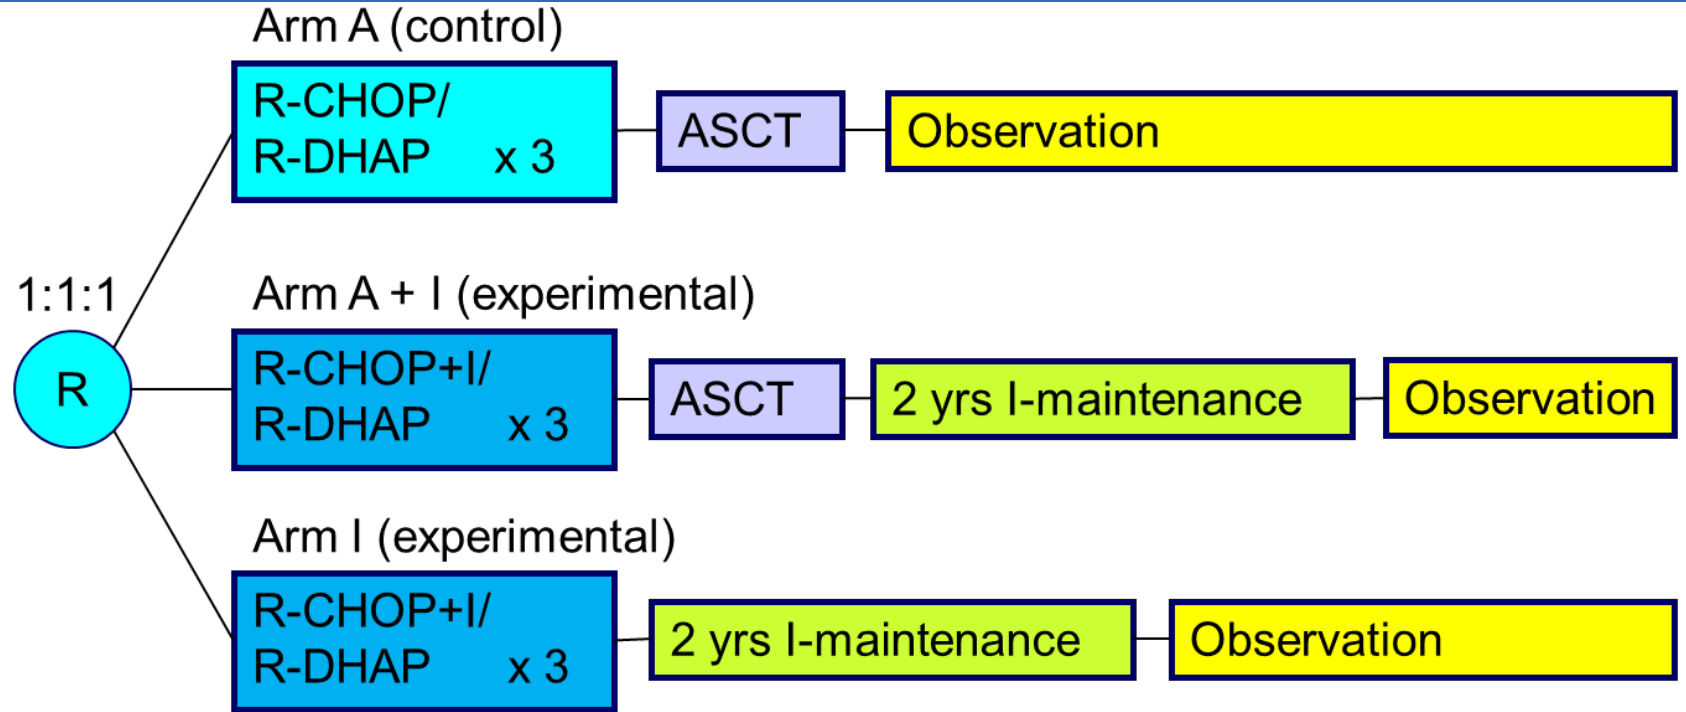 Arm A (control)
R-CHOP/
R-DHAP x 3
ASCT
Observation
1:1:1
R
Arm A + I (experimental)
R-CHOP+I/
R-DHAP x 3
ASCT
2 yrs I-maintenance
Observation
Arm I (experimental)
R-CHOP+I/
R-DHAP x 3
2 yrs I-maintenance
Observation